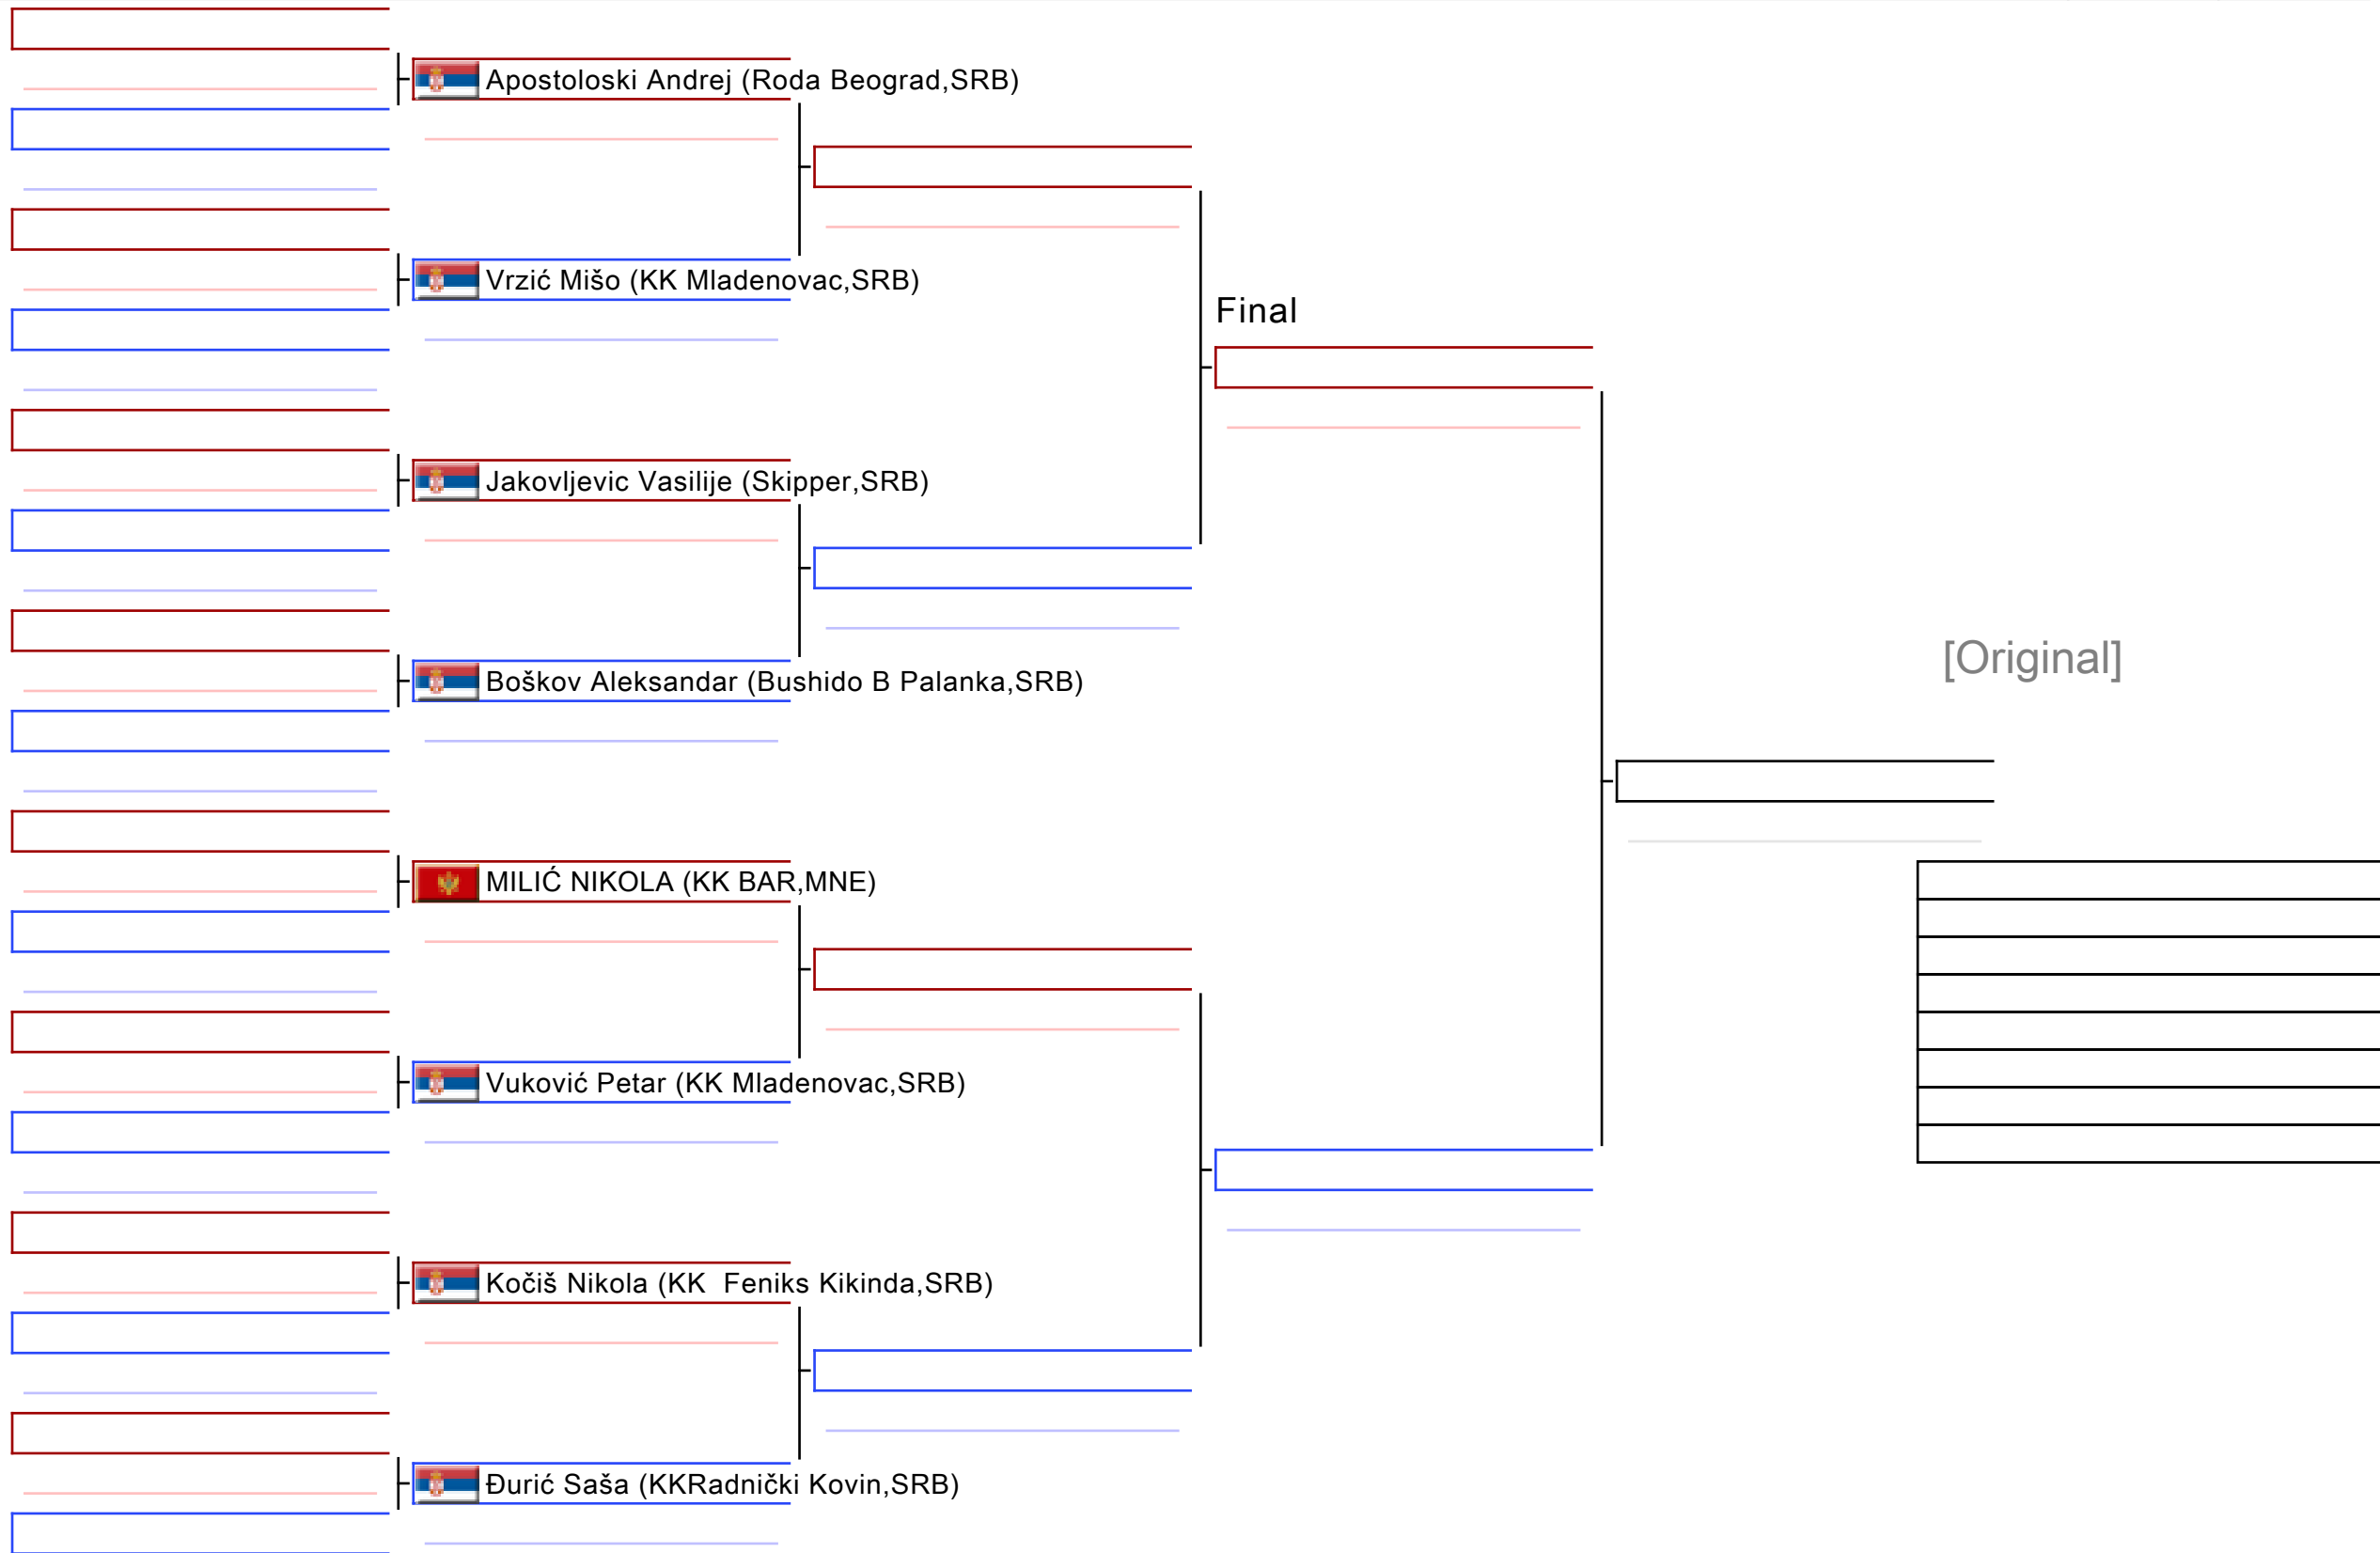 Apostoloski Andrej (Roda Beograd,SRB)
Vrzić Mišo (KK Mladenovac,SRB)
Final
Jakovljevic Vasilije (Skipper,SRB)
[Original]
Boškov Aleksandar (Bushido B Palanka,SRB)
MILIĆ NIKOLA (KK BAR,MNE)
Vuković Petar (KK Mladenovac,SRB)
Kočiš Nikola (KK  Feniks Kikinda,SRB)
Đurić Saša (KKRadnički Kovin,SRB)